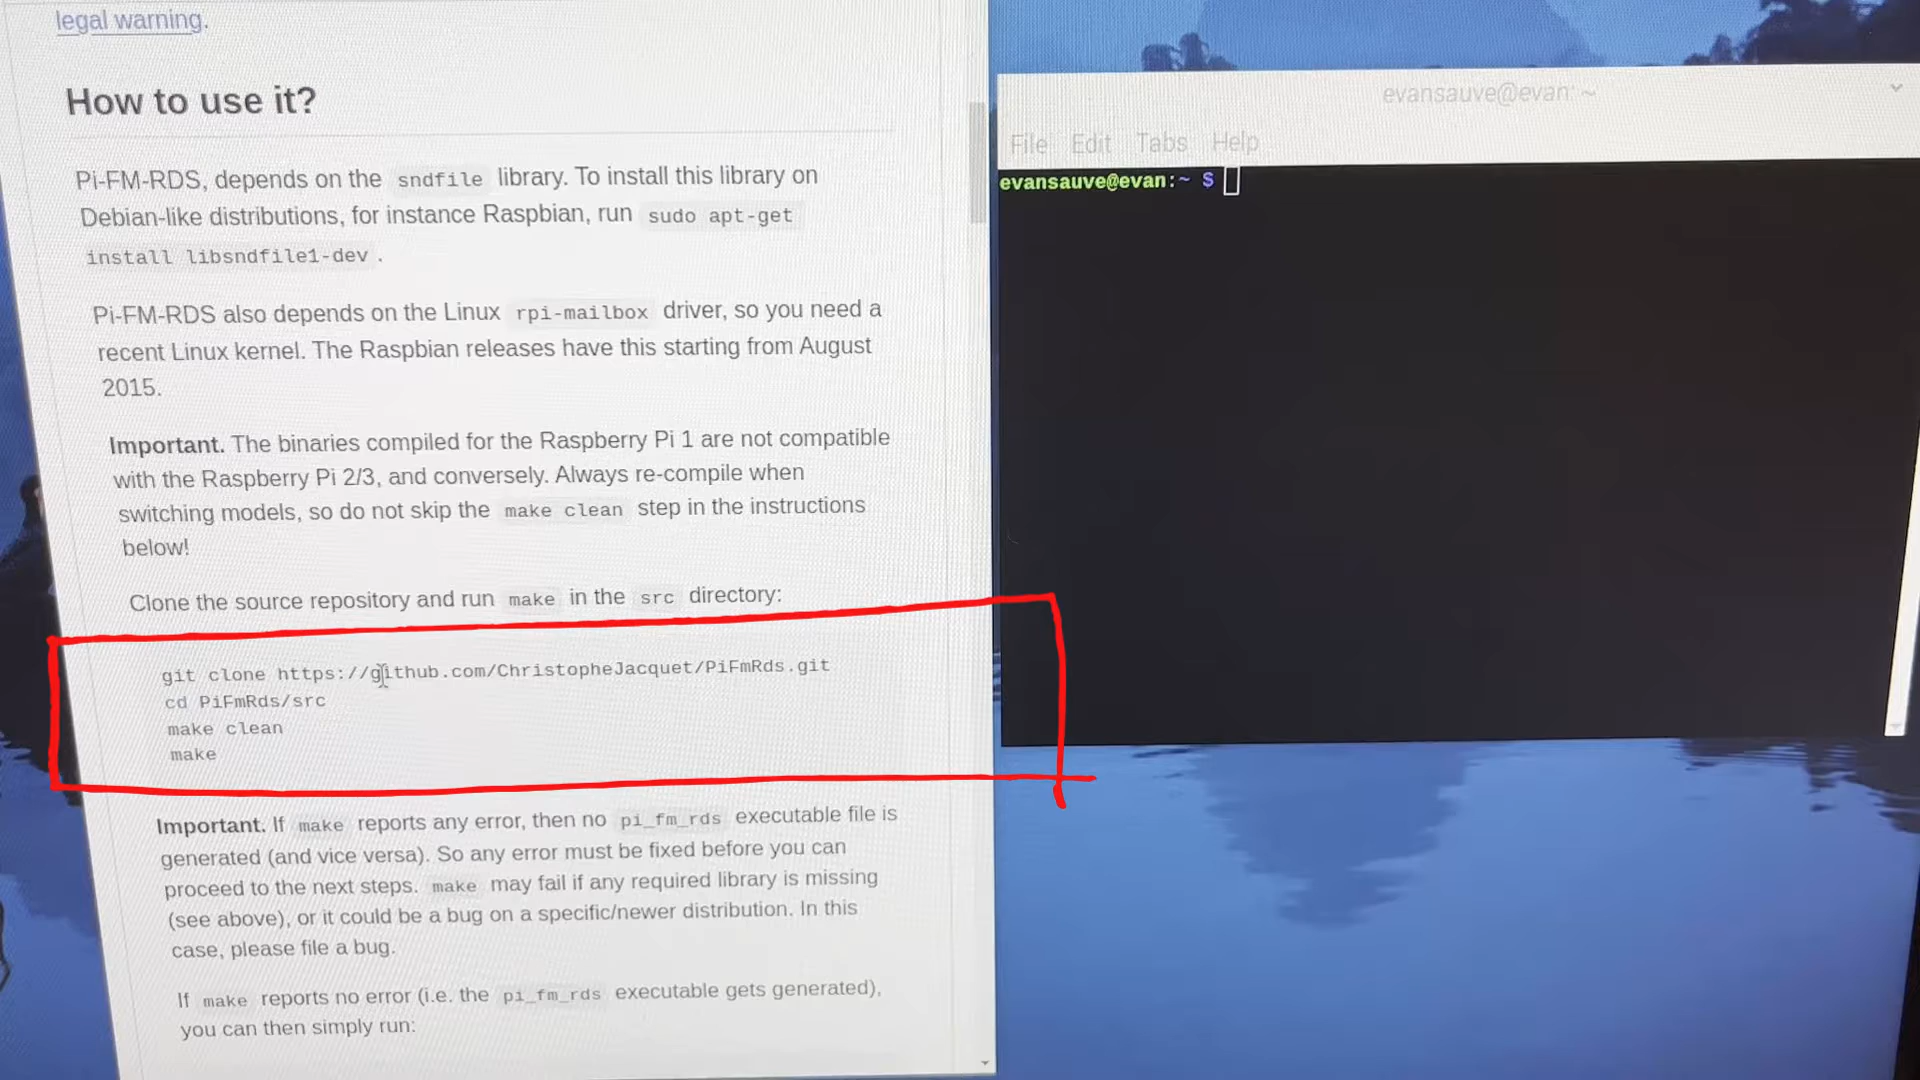 legal warning.
How to use it?
Pi-FM-RDS, depends on the sndfile library. To install this library on
Debian-like distributions, for instance Raspbian, run sudo apt-get
install libsndfile1-dev .
Pi-FM-RDS also depends on the Linux rpi-mailbox driver, so you need a
recent Linux kernel. The Raspbian releases have this starting from August
2015.
Important. The binaries compiled for the Raspberry Pi 1 are not compatible
with the Raspberry Pi 2/3, and conversely. Always re-compile when
switching models, so do not skip the make clean step in the instructions
below!
Clone the source repository and run make in the src directory:
git clone https://github.com/ChristopheJacquet/PiFmRds.git
cd PiFmRds/src
make clean
make
Important. If make reports any error, then no pi_fm_rds executable file is
generated (and vice versa). So any error must be fixed before you can
proceed to the next steps. make may fail if any required library is missing
(see above), or it could be a bug on a specific/newer distribution. In this
case, please file a bug.
If make reports no error (i.e. the pi_fm_rds executable gets generated),
you can then simply run:
evansauve@evan: ~
File Edit Tabs Help
evansauve@evan:~ $